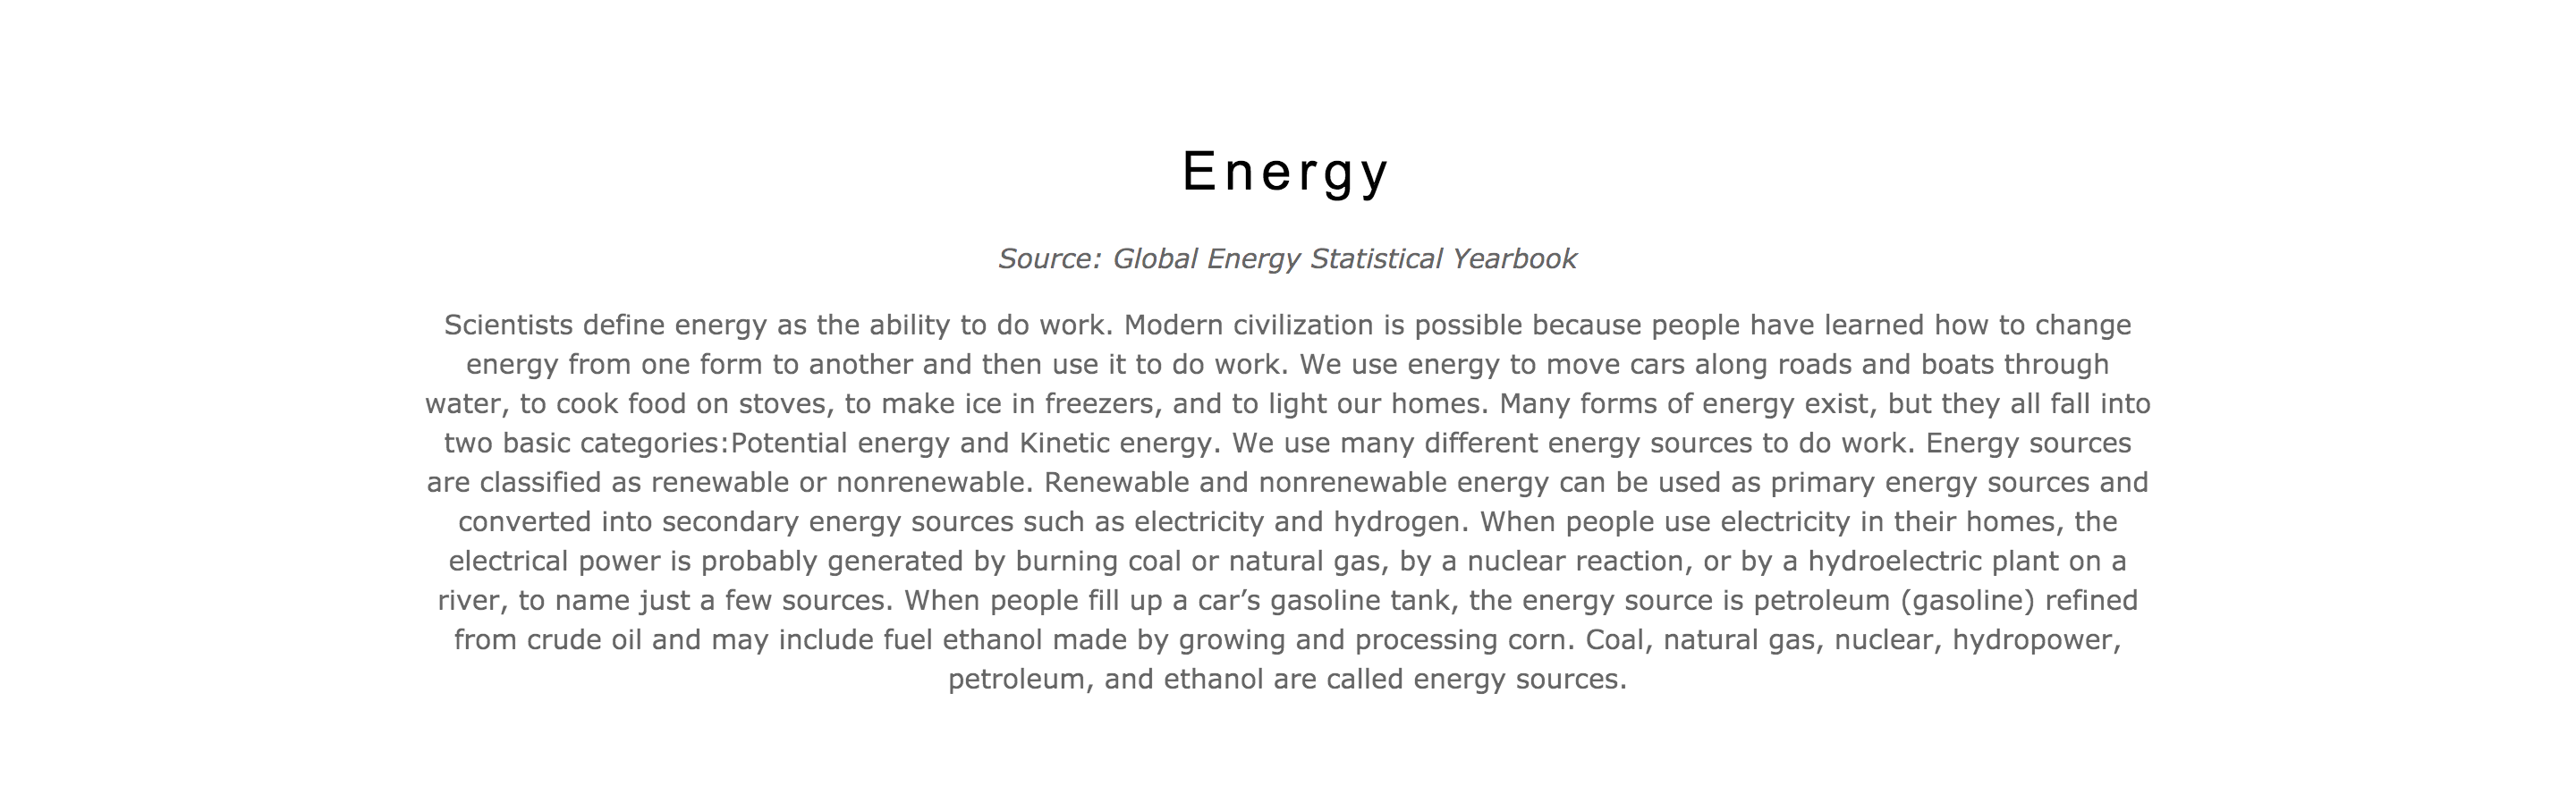 Energy
Source: Global Energy Statistical Yearbook
Scientists define energy as the ability to do work. Modern civilization is possible because people have learned how to change
energy from one form to another and then use it to do work. We use energy to move cars along roads and boats through
water, to cook food on stoves, to make ice in freezers, and to light our homes. Many forms of energy exist, but they all fall into
two basic categories:Potential energy and Kinetic energy. We use many different energy sources to do work. Energy sources
are classified as renewable or nonrenewable. Renewable and nonrenewable energy can be used as primary energy sources and
converted into secondary energy sources such as electricity and hydrogen. When people use electricity in their homes, the
electrical power is probably generated by burning coal or natural gas, by a nuclear reaction, or by a hydroelectric plant on a
river, to name just a few sources. When people fill up a car’s gasoline tank, the energy source is petroleum (gasoline) refined
from crude oil and may include fuel ethanol made by growing and processing corn. Coal, natural gas, nuclear, hydropower,
petroleum, and ethanol are called energy sources.